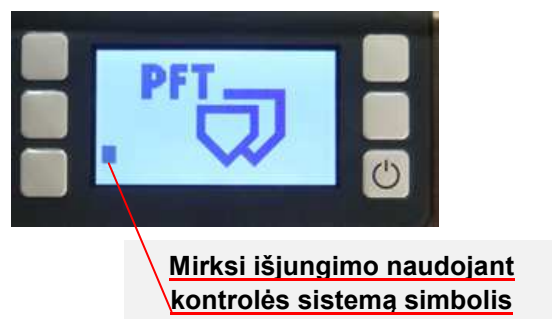 PFT
Mirksi išjungimo naudojant
kontrolės sistemą simbolis